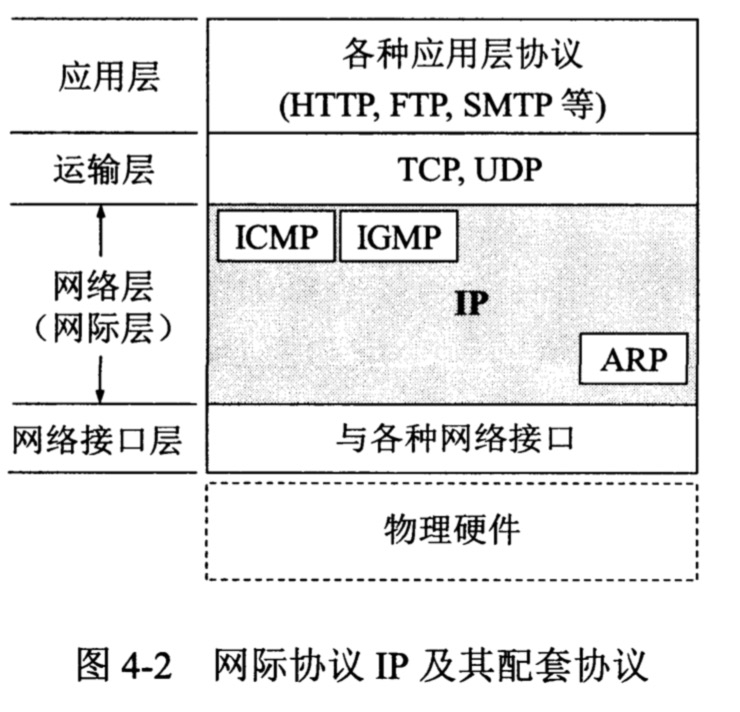 应用层
各种应用层协议
(HTTP, FTP, SMTP 等)
运输层
TCP, UDP
ICMP
IGMP
网络层
（网际层）
IP
ARP
网络接口层
与各种网络接口
物理硬件
图 4-2 网际协议 IP 及其配套协议